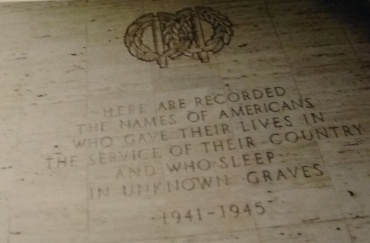 HERE ARE RECORDED
THE NAMES OF AMERICANS
WHO GAVE THEIR LIVES IN
THE SERVICE OF THEIR COUNTRY
AND WHO SLEEP
IN UNKNOWN GRAVES
1941-1945